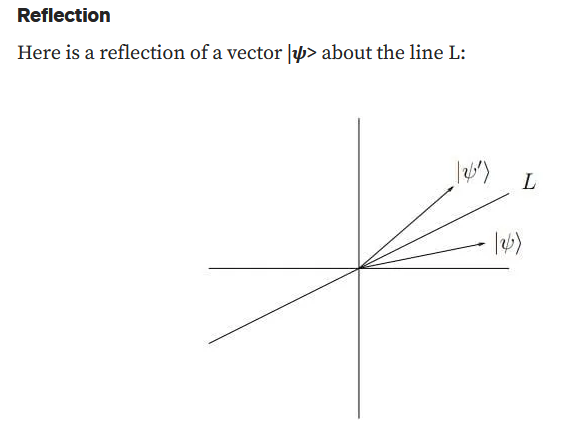 Reflection
Here is a reflection of a vector |ψ> about the line L:
|ψ'⟩
L
|ψ⟩